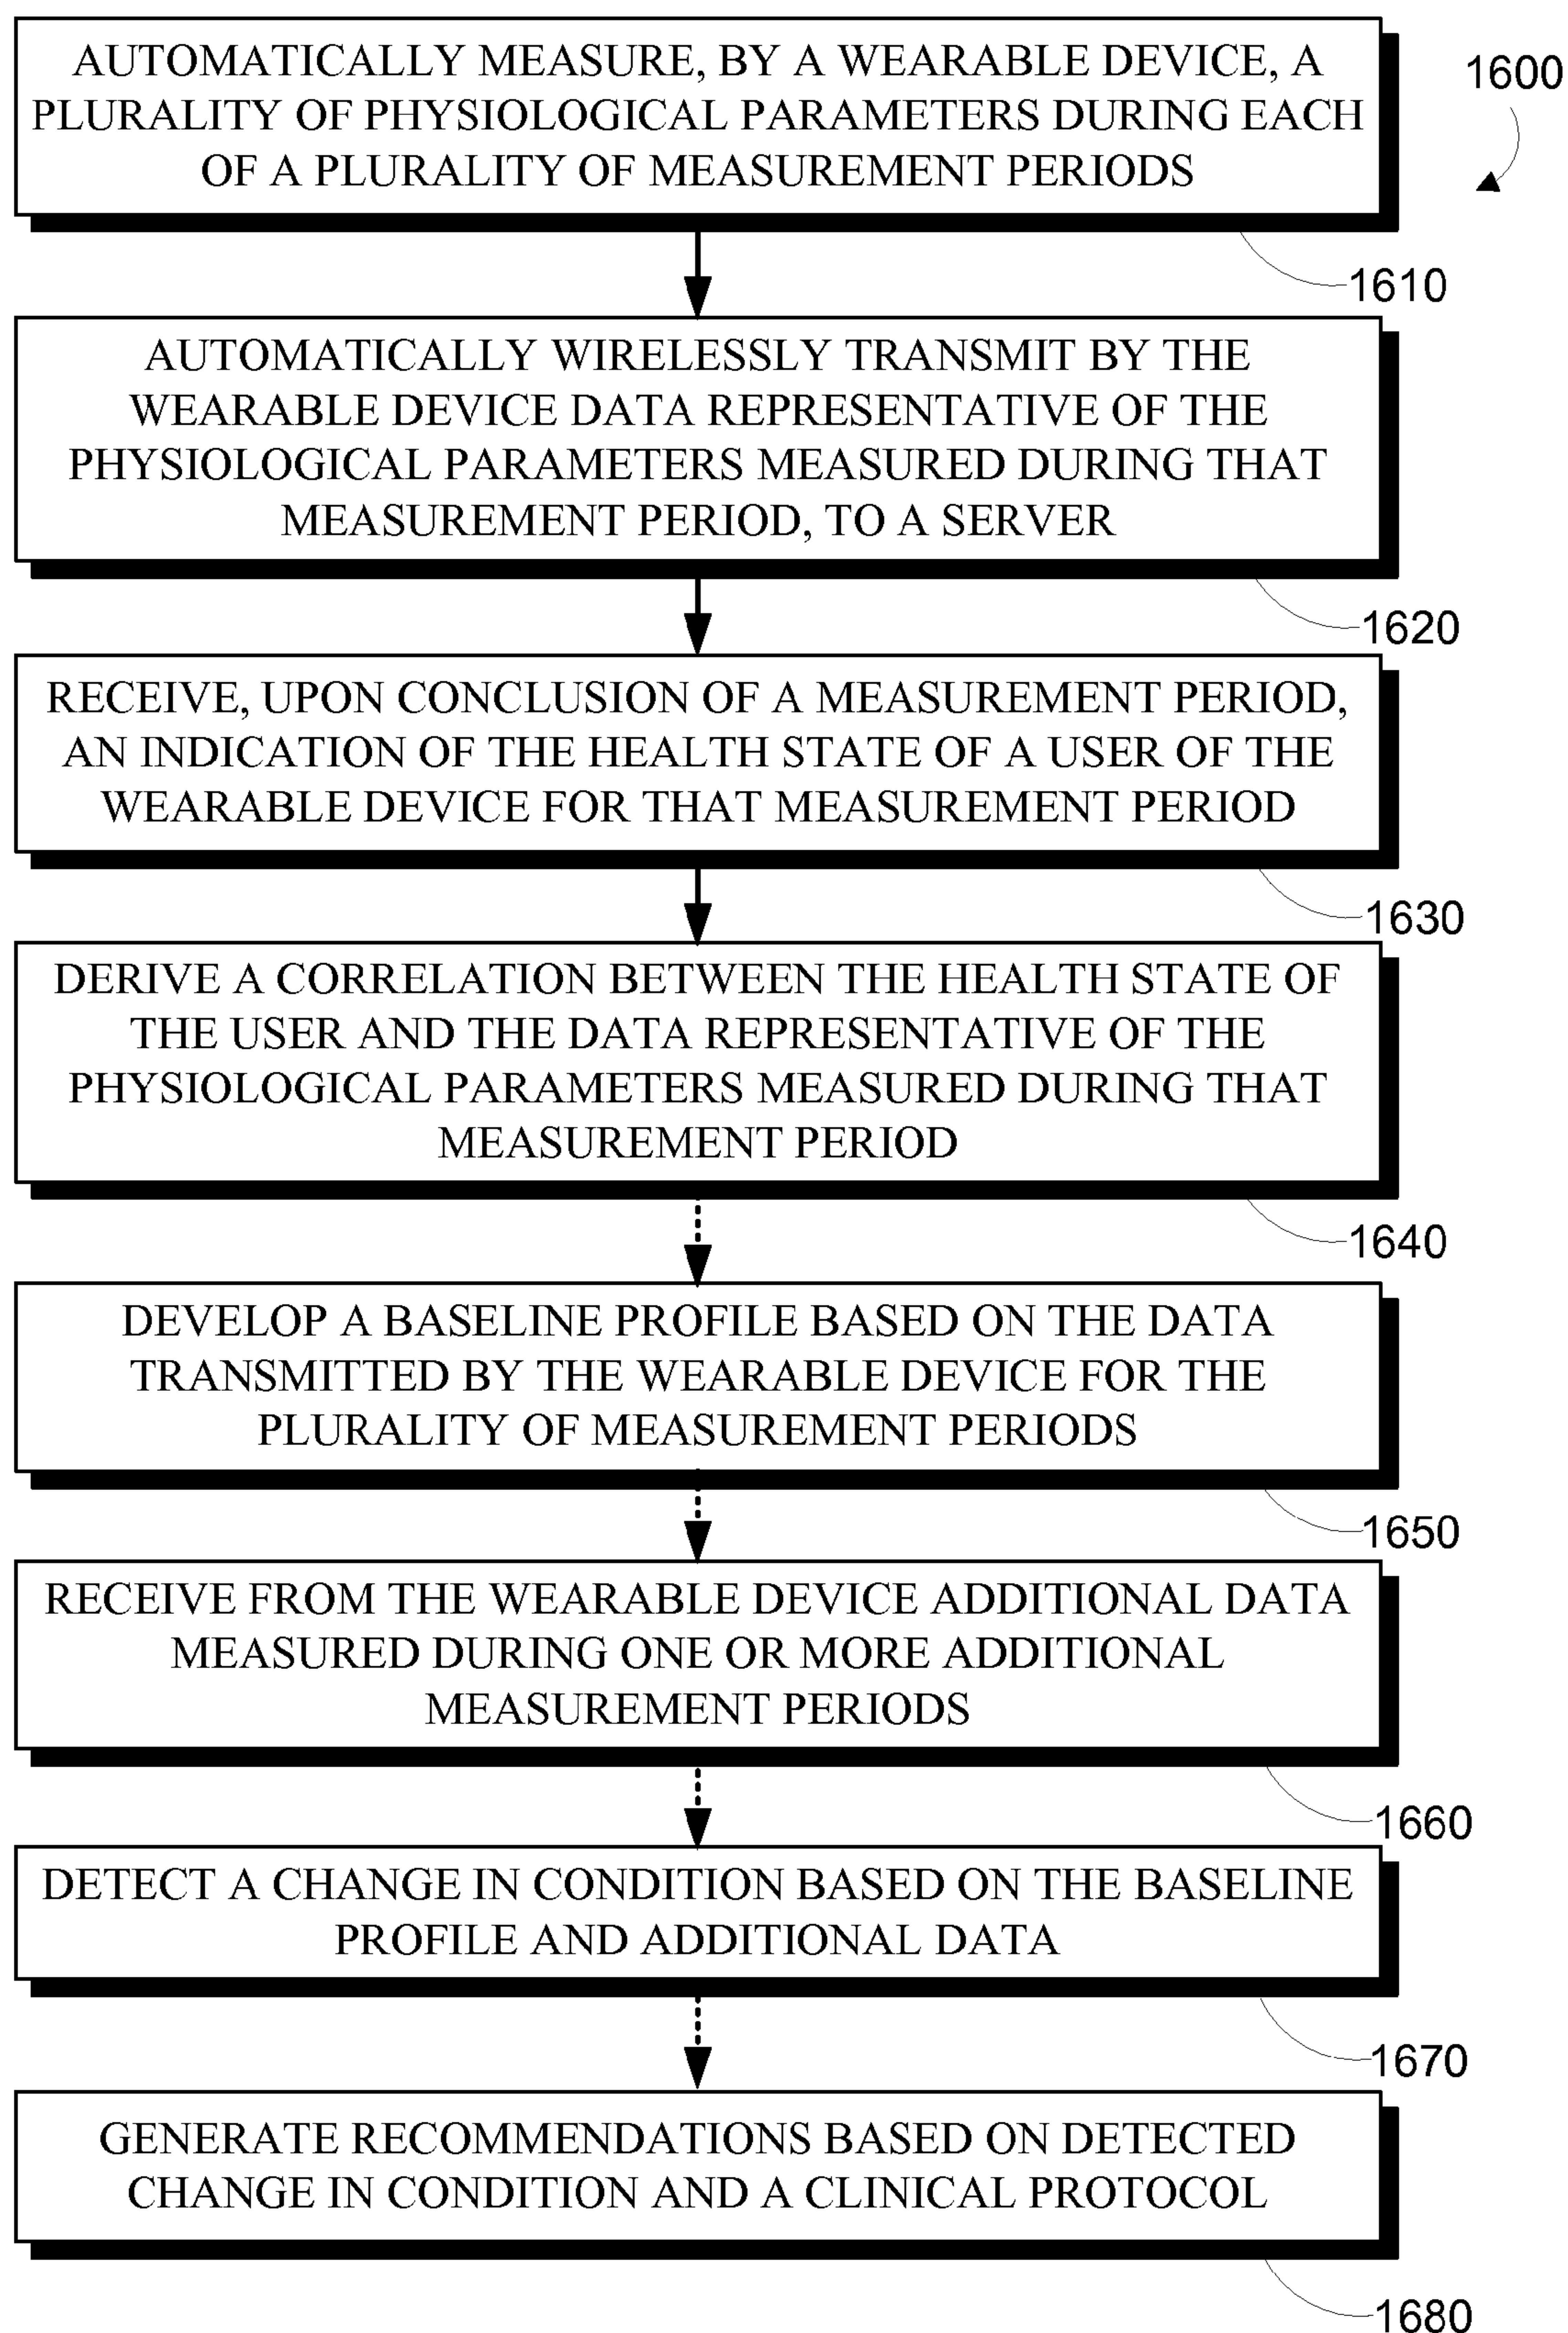 AUTOMATICALLY MEASURE, BY A WEARABLE DEVICE, A
PLURALITY OF PHYSIOLOGICAL PARAMETERS DURING EACH
OF A PLURALITY OF MEASUREMENT PERIODS
1600
1610
AUTOMATICALLY WIRELESSLY TRANSMIT BY THE
WEARABLE DEVICE DATA REPRESENTATIVE OF THE
PHYSIOLOGICAL PARAMETERS MEASURED DURING THAT
MEASUREMENT PERIOD, TO A SERVER
1620
RECEIVE, UPON CONCLUSION OF A MEASUREMENT PERIOD,
AN INDICATION OF THE HEALTH STATE OF A USER OF THE
WEARABLE DEVICE FOR THAT MEASUREMENT PERIOD
1630
DERIVE A CORRELATION BETWEEN THE HEALTH STATE OF
THE USER AND THE DATA REPRESENTATIVE OF THE
PHYSIOLOGICAL PARAMETERS MEASURED DURING THAT
MEASUREMENT PERIOD
1640
DEVELOP A BASELINE PROFILE BASED ON THE DATA
TRANSMITTED BY THE WEARABLE DEVICE FOR THE
PLURALITY OF MEASUREMENT PERIODS
1650
RECEIVE FROM THE WEARABLE DEVICE ADDITIONAL DATA
MEASURED DURING ONE OR MORE ADDITIONAL
MEASUREMENT PERIODS
1660
DETECT A CHANGE IN CONDITION BASED ON THE BASELINE
PROFILE AND ADDITIONAL DATA
1670
GENERATE RECOMMENDATIONS BASED ON DETECTED
CHANGE IN CONDITION AND A CLINICAL PROTOCOL
1680